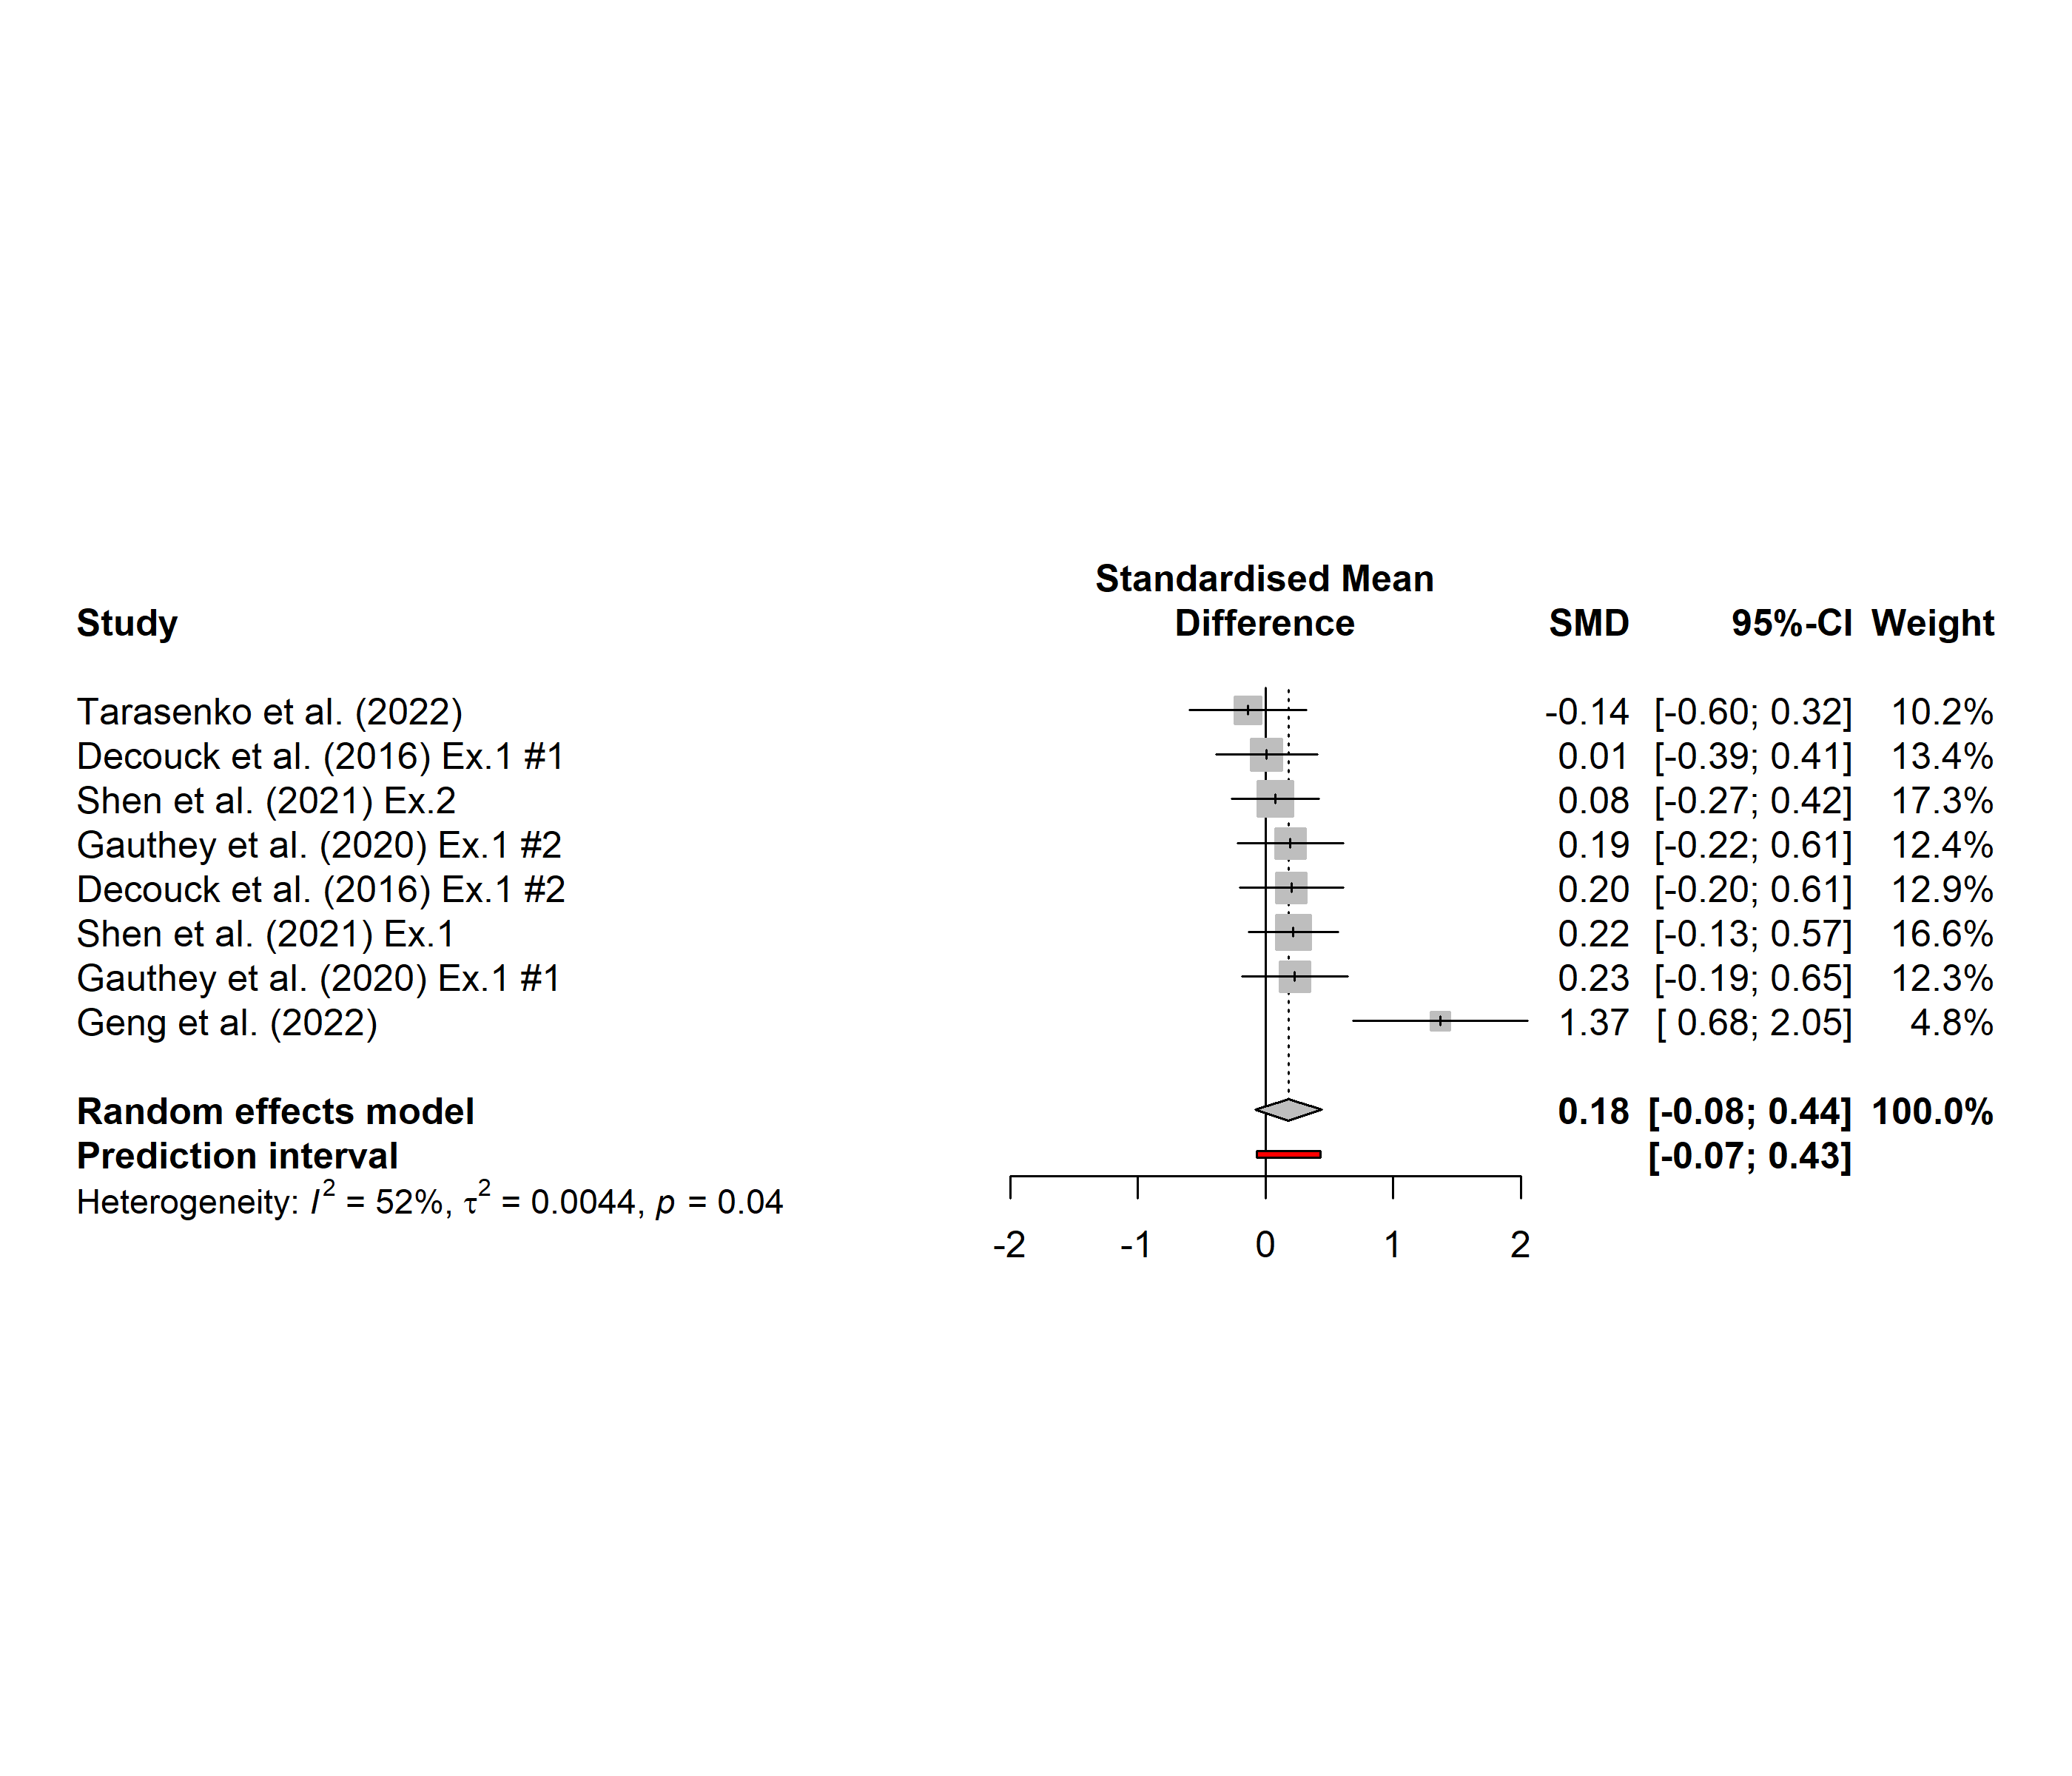 Standardised Mean
Study Difference SMD 95%-CI Weight
Tarasenko et al. (2022) -0.14 [-0.60; 0.32] 10.2%
Decouck et al. (2016) Ex.1 #1 0.01 [-0.39; 0.41] 13.4%
Shen et al. (2021) Ex.2 0.08 [-0.27; 0.42] 17.3%
Gauthey et al. (2020) Ex.1 #2 0.19 [-0.22; 0.61] 12.4%
Decouck et al. (2016) Ex.1 #2 0.20 [-0.20; 0.61] 12.9%
Shen et al. (2021) Ex.1 0.22 [-0.13; 0.57] 16.6%
Gauthey et al. (2020) Ex.1 #1 0.23 [-0.19; 0.65] 12.3%
Geng et al. (2022) 1.37 [ 0.68; 2.05] 4.8%
Random effects model 0.18 [-0.08; 0.44] 100.0%
Prediction interval [-0.07; 0.43]
Heterogeneity: I² = 52%, τ² = 0.0044, p = 0.04
-2 -1 0 1 2